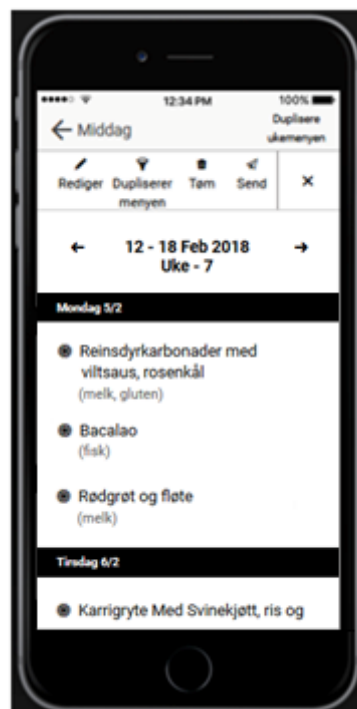 12:34 PM
100%
Middag
Duplisere
ukemenyen
Rediger Dupliserer Tøm Send
menyen
12 - 18 Feb 2018
Uke - 7
Mondag 5/2
Reinsdyrkarbonader med
viltsaus, rosenkål
(melk, gluten)
Bacalao
(fisk)
Rødgrøt og fløte
(melk)
Tirsdag 6/2
Karrigryte Med Svinekjøtt, ris og